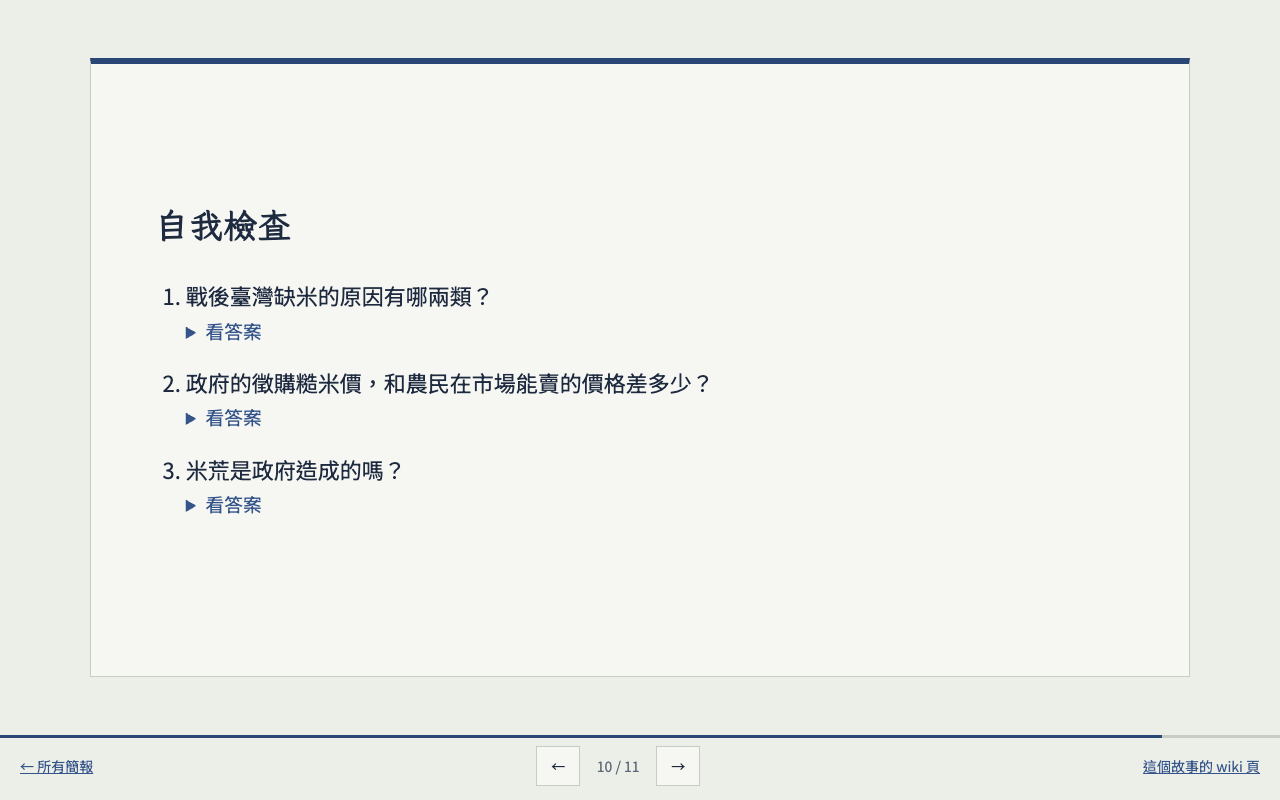 自我檢查
1. 戰後臺灣缺米的原因有哪兩類？
▶ 看答案
2. 政府的徵購糙米價，和農民在市場能賣的價格差多少？
▶ 看答案
3. 米荒是政府造成的嗎？
▶ 看答案
← 所有簡報
← 10 / 11 →
這個故事的 wiki 頁